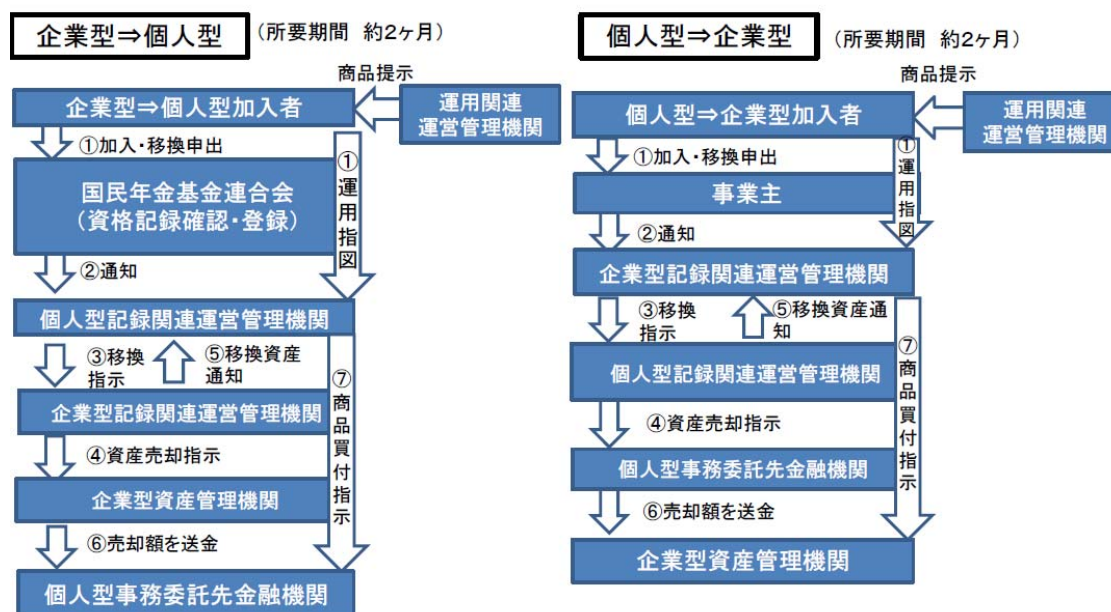 企業型⇒個人型
(所要期間 約2ヶ月)
商品提示
企業型⇒個人型加入者
運用関連
運営管理機関
①加入・移換申出
①運用指図
国民年金基金連合会
(資格記録確認・登録)
②通知
個人型記録関連運営管理機関
③移換
指示
⑤移換資産
通知
⑦商品買付指示
企業型記録関連運営管理機関
④資産売却指示
企業型資産管理機関
⑥売却額を送金
個人型事務委託先金融機関
個人型⇒企業型
(所要期間 約2ヶ月)
商品提示
個人型⇒企業型加入者
運用関連
運営管理機関
①加入・移換申出
①運用指図
事業主
②通知
企業型記録関連運営管理機関
③移換
指示
⑤移換資産通
知
⑦商品買付指示
個人型記録関連運営管理機関
④資産売却指示
個人型事務委託先金融機関
⑥売却額を送金
企業型資産管理機関